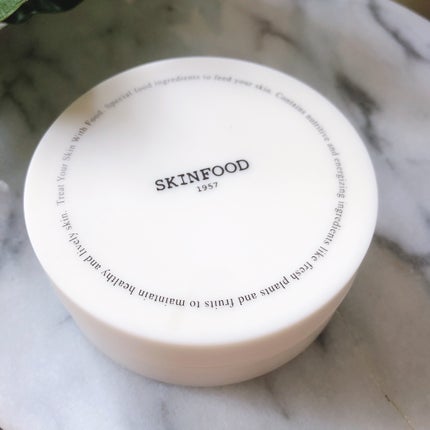 SKINFOOD
1957
Treat Your Skin With Food. Special food ingredients to feed your skin. Contains nutritive and energizing ingredients like fresh plants and fruits to maintain healthy and lively skin.